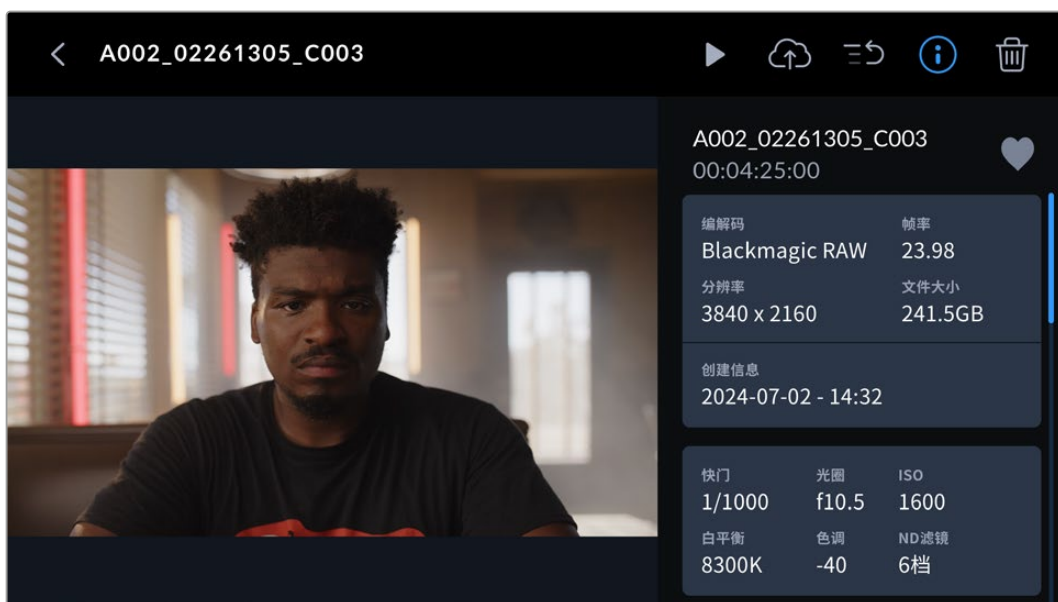 A002_02261305_C003
A002_02261305_C003
00:04:25:00
编解码 帧率
Blackmagic RAW 23.98
分辨率 文件大小
3840 x 2160 241.5GB
创建信息
2024-07-02 - 14:32
快门 光圈 ISO
1/1000 f10.5 1600
白平衡 色调 ND滤镜
8300K -40 6档